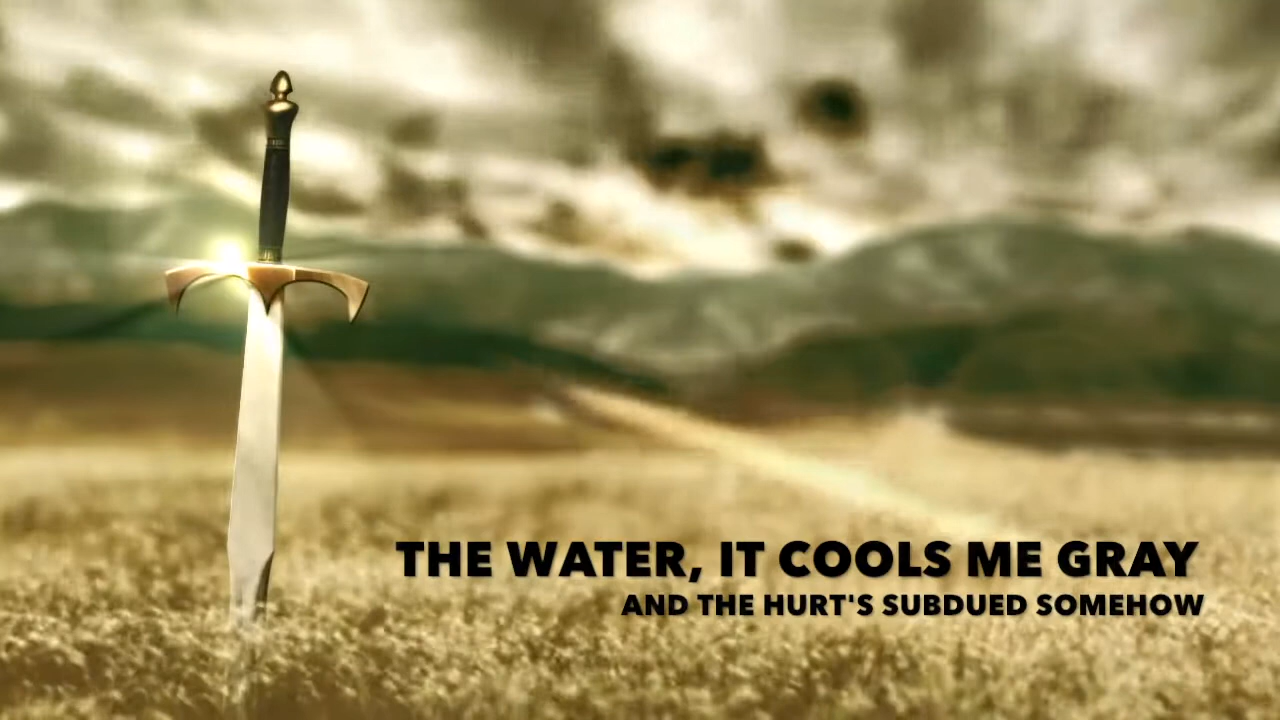 THE WATER, IT COOLS ME GRAY
AND THE HURT'S SUBDUED SOMEHOW